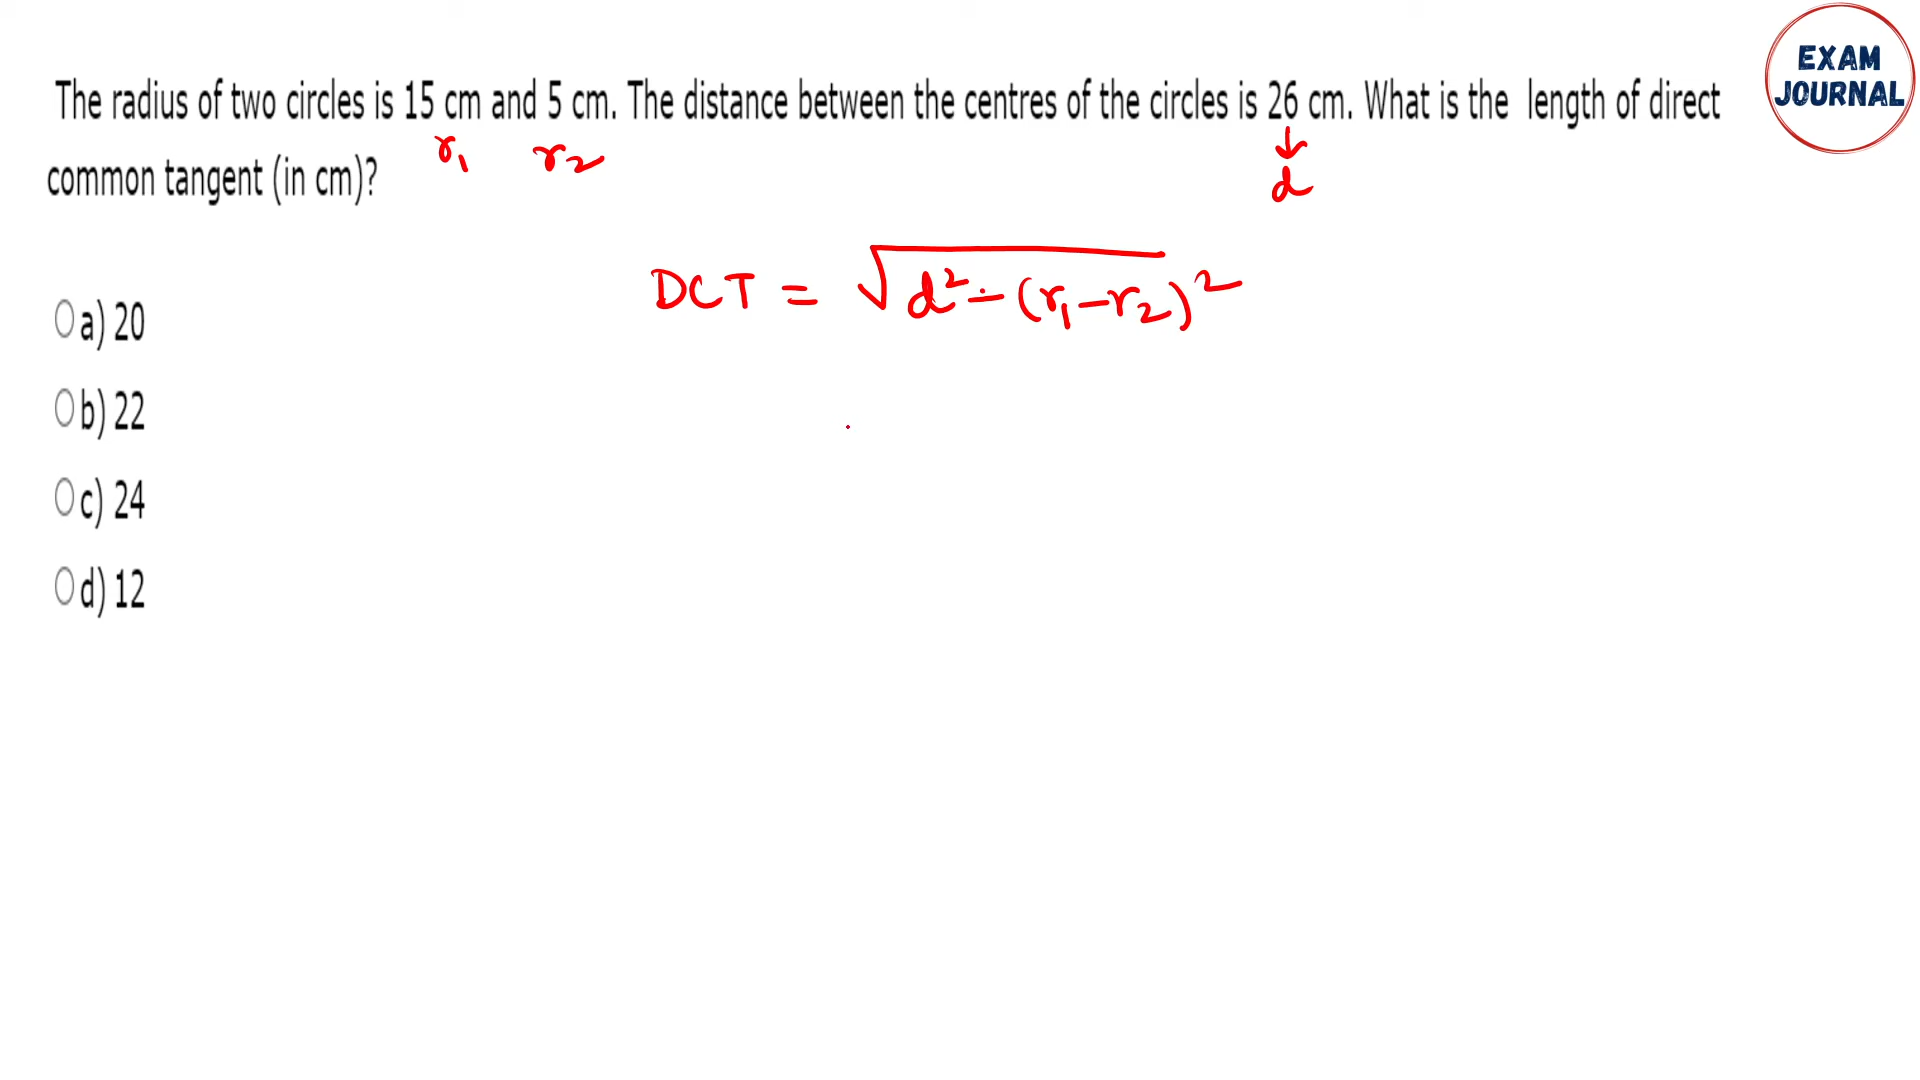 EXAM
JOURNAL
The radius of two circles is 15 cm and 5 cm. The distance between the centres of the circles is 26 cm. What is the length of direct
r₁ r₂ ↓
common tangent (in cm)?
d
DCT = √d² - (r₁-r₂)²
a) 20
b) 22
c) 24
d) 12